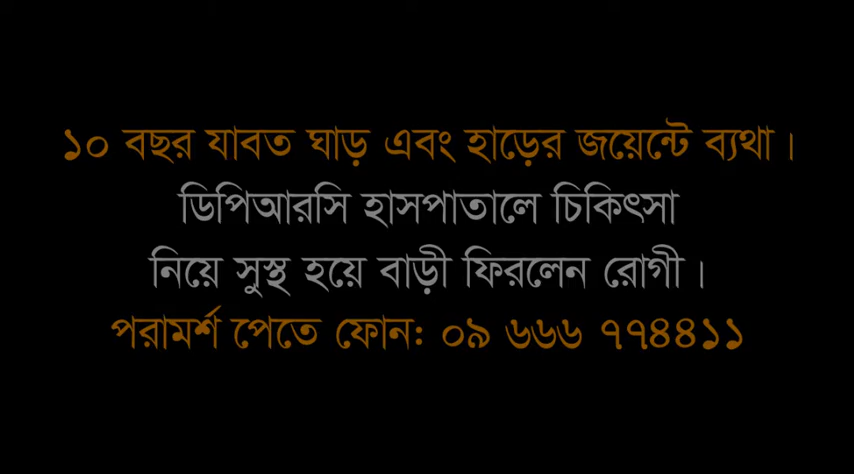 ১০ বছর যাবত ঘাড় এবং হাড়ের জয়েন্টে ব্যথা।
ডিপিআরসি হাসপাতালে চিকিৎসা
নিয়ে সুস্থ হয়ে বাড়ী ফিরলেন রোগী।
পরামর্শ পেতে ফোন: ০৯ ৬৬৬ ৭৭৪৪১১